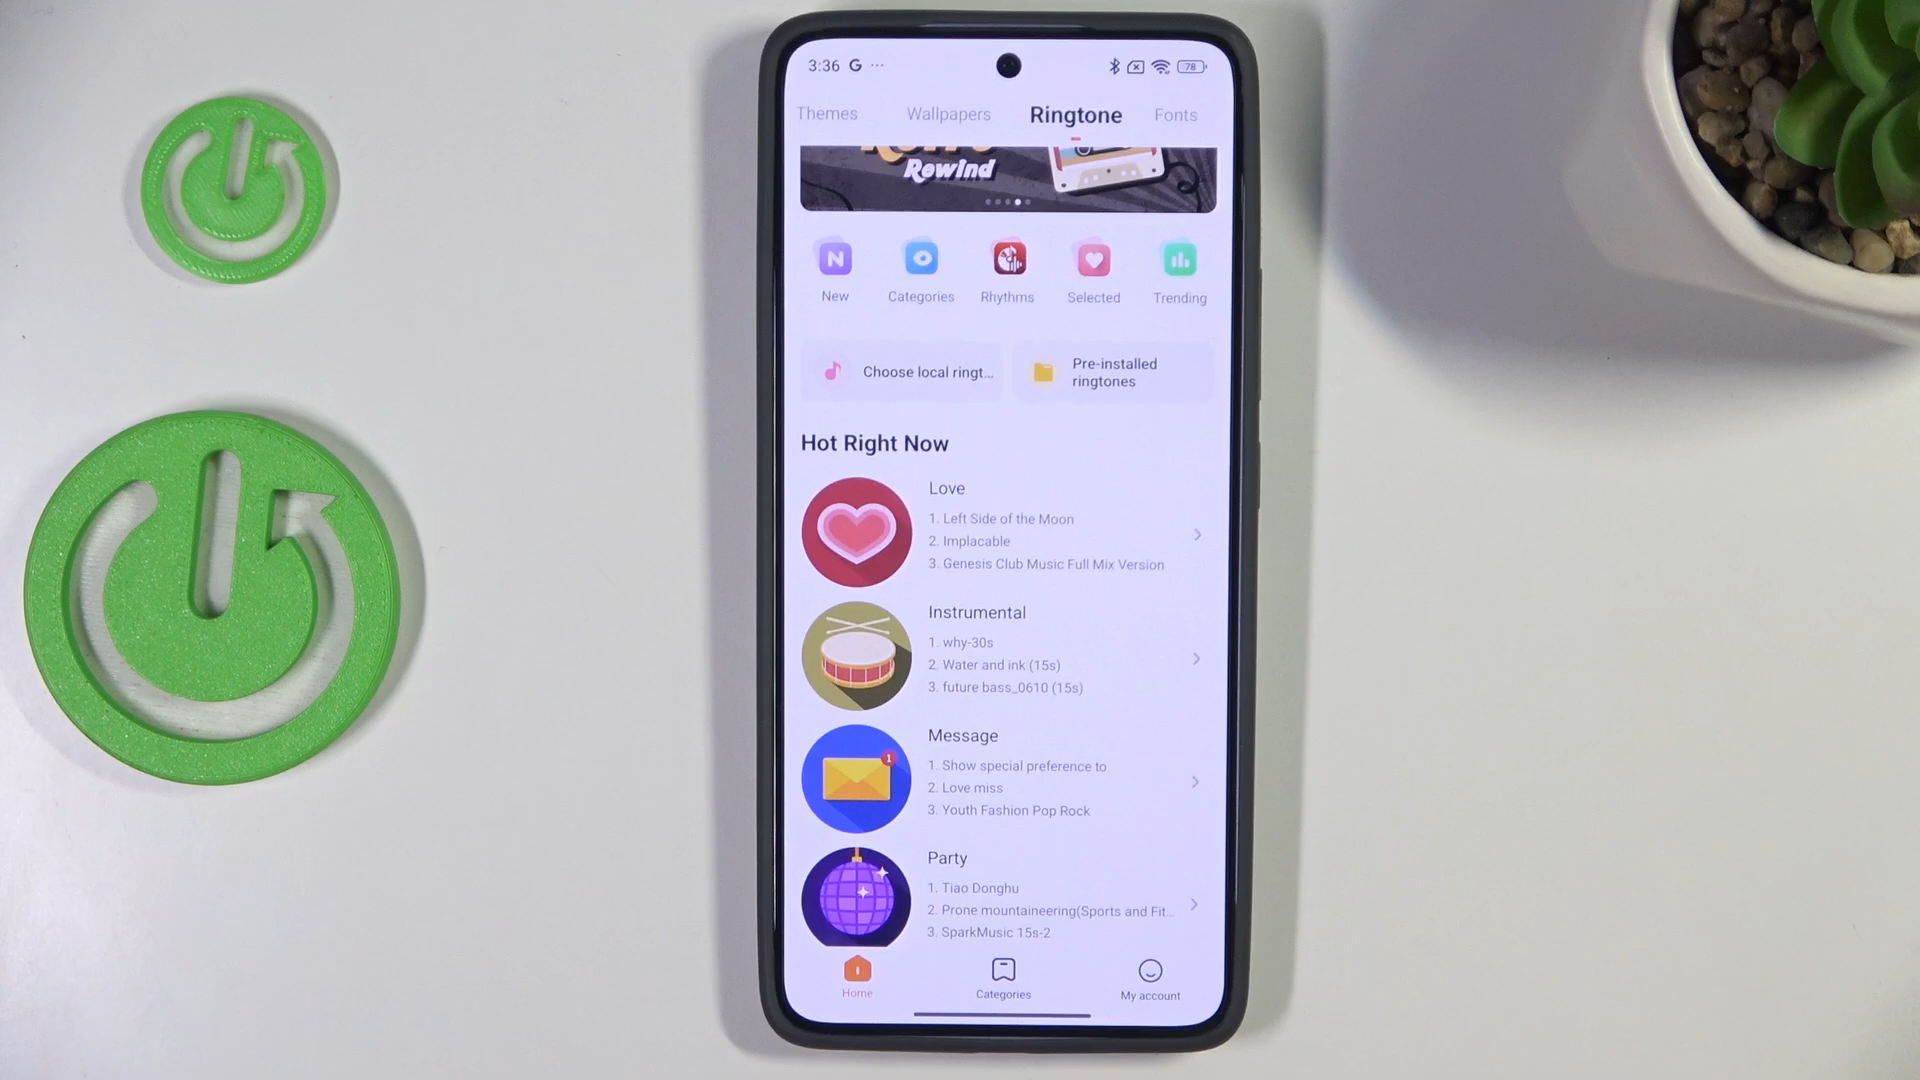 3:36 G ...
78
Themes Wallpapers Ringtone Fonts
Rewind
N
New Categories Rhythms Selected Trending
Choose local ringt...
Pre-installed
ringtones
Hot Right Now
Love
1. Left Side of the Moon
2. Implacable
3. Genesis Club Music Full Mix Version
Instrumental
1. why-30s
2. Water and ink (15s)
3. future bass_0610 (15s)
Message
1
1. Show special preference to
2. Love miss
3. Youth Fashion Pop Rock
Party
1. Tiao Donghu
2. Prone mountaineering(Sports and Fit...
3. SparkMusic 15s-2
Home Categories My account